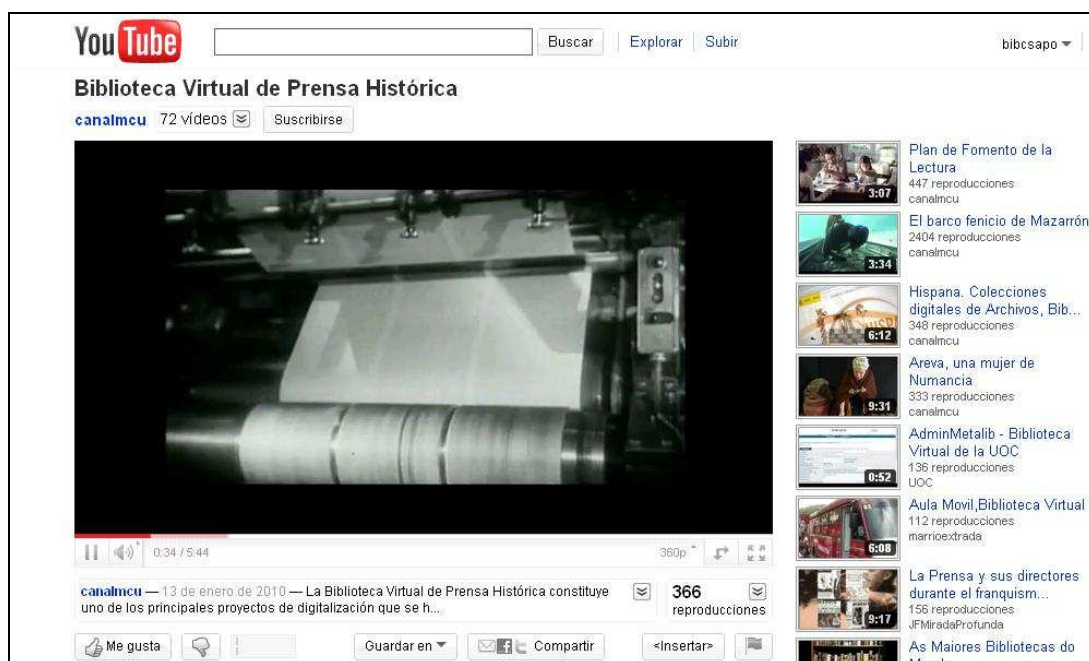 YouTube
Buscar
Explorar
Subir
bibcsapo
Biblioteca Virtual de Prensa Histórica
canalmcu 72 vídeos
Suscribirse
0:34 / 5:44
360p
canalmcu — 13 de enero de 2010 — La Biblioteca Virtual de Prensa Histórica constituye
uno de los principales proyectos de digitalización que se h...
366
reproducciones
Me gusta
Guardar en
Compartir
<Insertar>
3:07
Plan de Fomento de la
Lectura
447 reproducciones
canalmcu
3:34
El barco fenicio de Mazarrón
2404 reproducciones
canalmcu
6:12
Hispana. Colecciones
digitales de Archivos, Bib...
348 reproducciones
canalmcu
9:31
Areva, una mujer de
Numancia
333 reproducciones
canalmcu
0:52
AdminMetalib - Biblioteca
Virtual de la UOC
136 reproducciones
UOC
6:08
Aula Movil,Biblioteca Virtual
112 reproducciones
marrioextrada
9:17
La Prensa y sus directores
durante el franquism...
156 reproducciones
JFMiradaProfunda
As Maiores Bibliotecas do